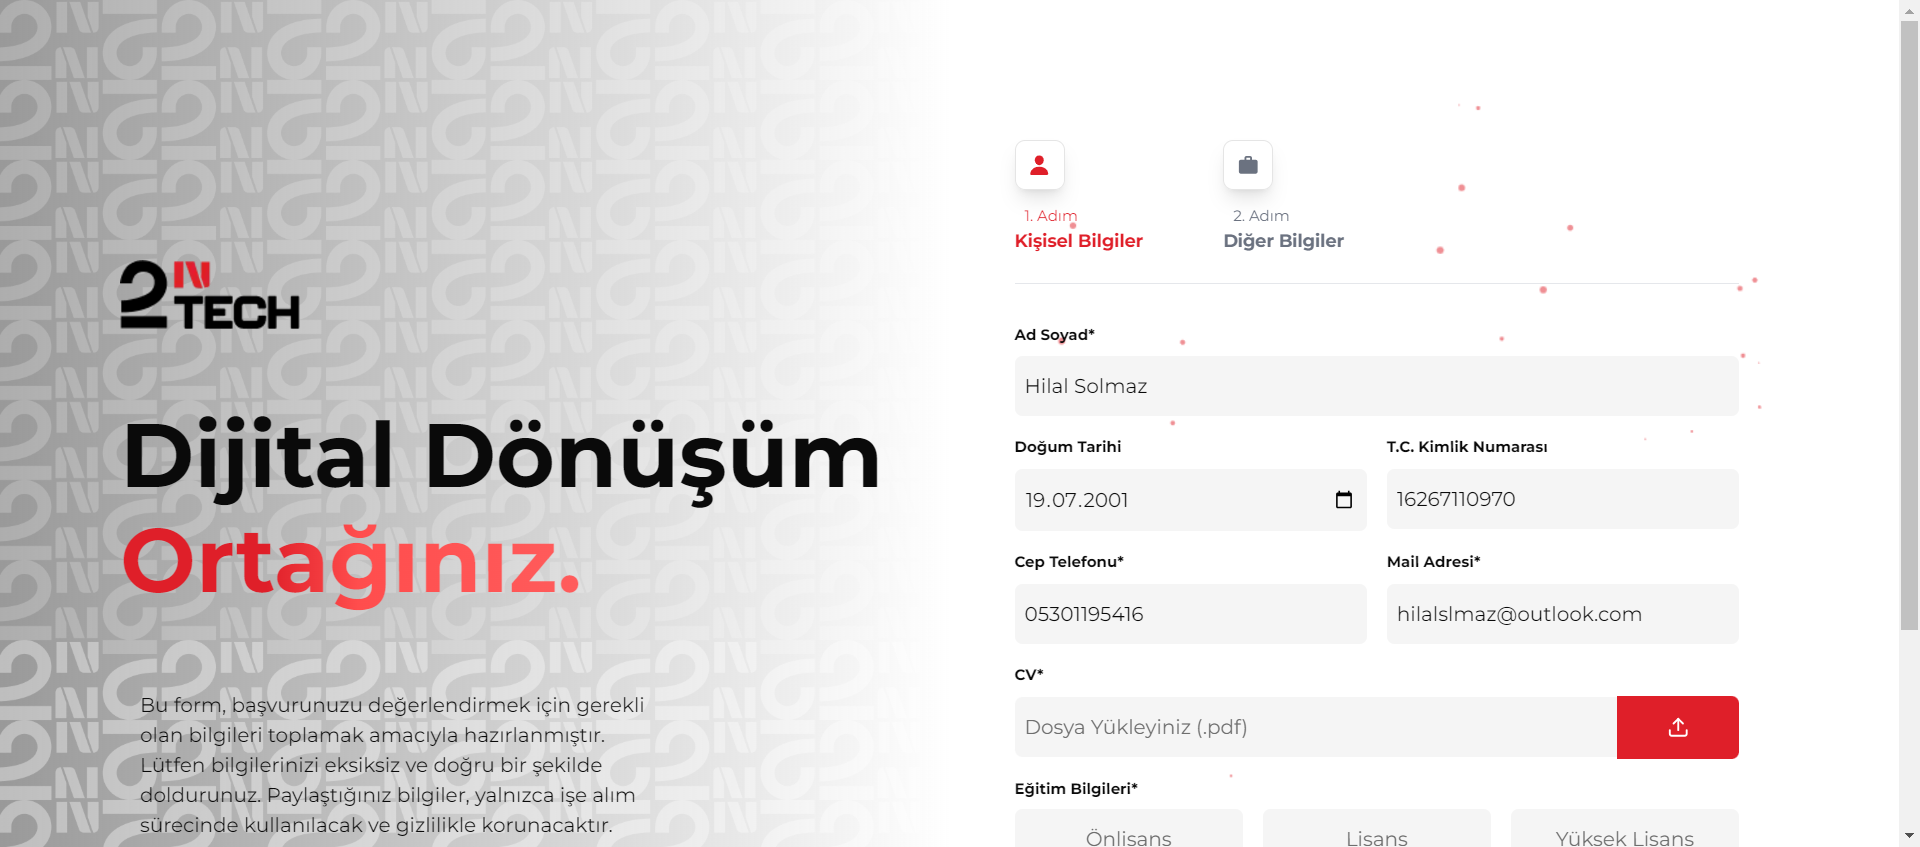 2N TECH
Dijital Dönüşüm
Ortağınız.
Bu form, başvurunuzu değerlendirmek için gerekli
olan bilgileri toplamak amacıyla hazırlanmıştır.
Lütfen bilgilerinizi eksiksiz ve doğru bir şekilde
doldurunuz. Paylaştığınız bilgiler, yalnızca işe alım
sürecinde kullanılacak ve gizlilikle korunacaktır.
1. Adım
Kişisel Bilgiler
2. Adım
Diğer Bilgiler
Ad Soyad*
Hilal Solmaz
Doğum Tarihi
19.07.2001
T.C. Kimlik Numarası
16267110970
Cep Telefonu*
05301195416
Mail Adresi*
hilalslmaz@outlook.com
CV*
Dosya Yükleyiniz (.pdf)
Eğitim Bilgileri*
Önlisans
Lisans
Yüksek Lisans